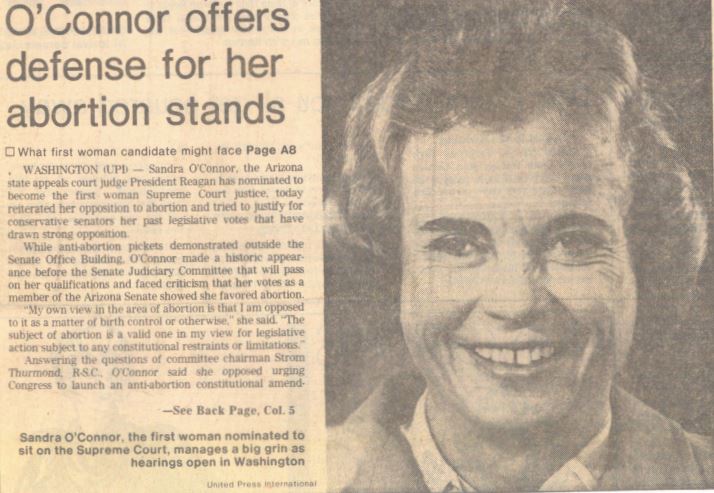 O'Connor offers
defense for her
abortion stands
☐ What first woman candidate might face Page A8
WASHINGTON (UPI) — Sandra O'Connor, the Arizona
state appeals court judge President Reagan has nominated to
become the first woman Supreme Court justice, today
reiterated her opposition to abortion and tried to justify for
conservative senators her past legislative votes that have
drawn strong opposition.
While anti-abortion pickets demonstrated outside the
Senate Office Building, O'Connor made a historic appear-
ance before the Senate Judiciary Committee that will pass
on her qualifications and faced criticism that her votes as a
member of the Arizona Senate showed she favored abortion.
"My own view in the area of abortion is that I am opposed
to it as a matter of birth control or otherwise," she said. "The
subject of abortion is a valid one in my view for legislative
action subject to any constitutional restraints or limitations."
Answering the questions of committee chairman Strom
Thurmond, R-S.C., O'Connor said she opposed urging
Congress to launch an anti-abortion constitutional amend-
—See Back Page, Col. 5
Sandra O'Connor, the first woman nominated to
sit on the Supreme Court, manages a big grin as
hearings open in Washington
United Press International